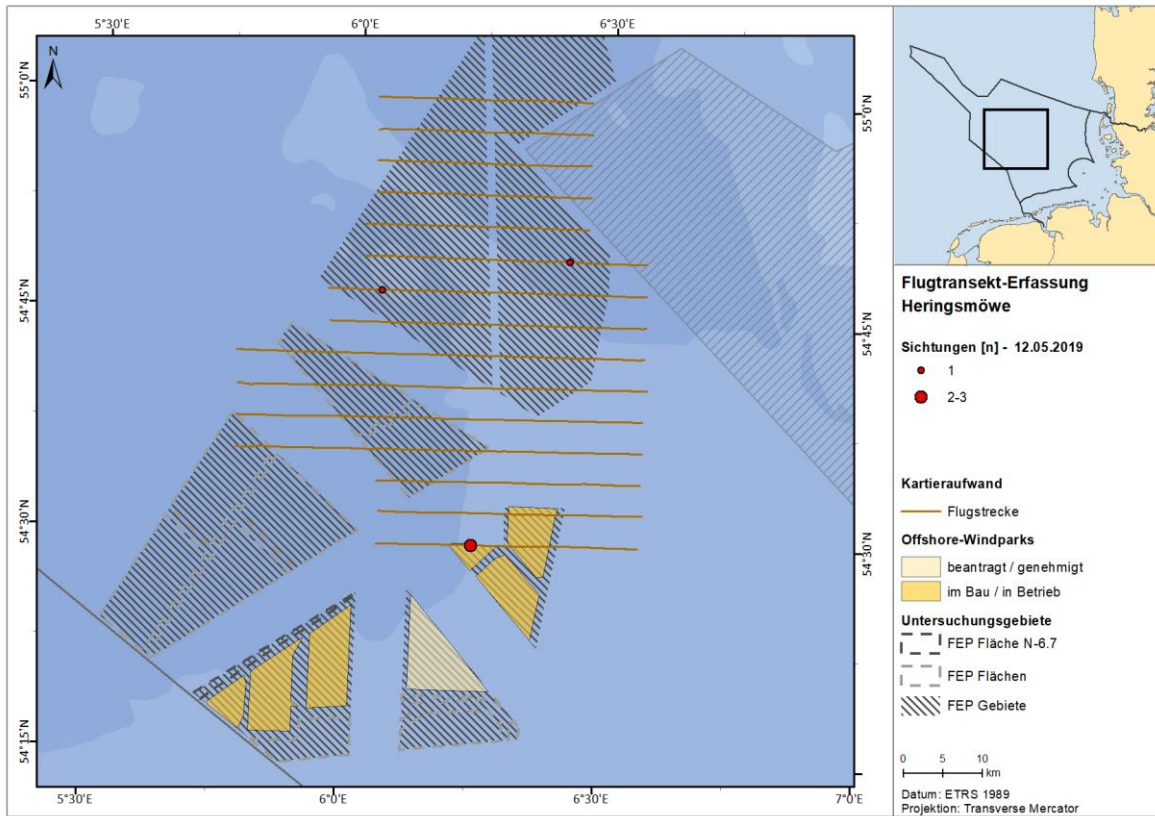 5°30'E
6°0'E
6°30'E
N
55°0'N
54°45'N
54°30'N
54°15'N
55°0'N
54°45'N
54°30'N
5°30'E
6°0'E
6°30'E
7°0'E
Flugtransekt-Erfassung
Heringsmöwe
Sichtungen [n] - 12.05.2019
1
2-3
Kartieraufwand
Flugstrecke
Offshore-Windparks
beantragt / genehmigt
im Bau / in Betrieb
Untersuchungsgebiete
FEP Fläche N-6.7
FEP Flächen
FEP Gebiete
0 5 10
km
Datum: ETRS 1989
Projektion: Transverse Mercator